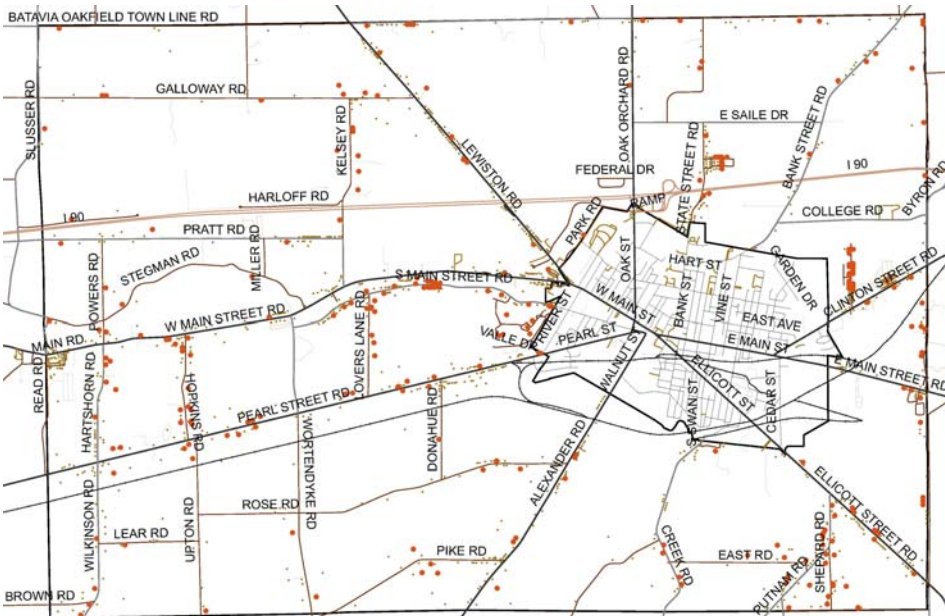 BATAVIA OAKFIELD TOWN LINE RD
GALLOWAY RD
SLUSSER RD
KELSEY RD
LEWISTON RD
OAK ORCHARD RD
E SAILE DR
BANK STREET RD
STATE STREET RD
FEDERAL DR
I 90
RAMP
BYRON RD
HARLOFF RD
PARK RD
COLLEGE RD
I 90
PRATT RD
MILLER RD
STEGMAN RD
POWERS RD
S MAIN STREET RD
OAK ST
HART ST
GARDEN DR
CLINTON STREET RD
W MAIN STREET RD
W MAIN ST
BANK ST
VINE ST
EAST AVE
MAIN RD
LOVERS LANE RD
VALLE DR
RIVER ST
PEARL ST
E MAIN ST
E MAIN STREET RD
READ RD
HARTSHORN RD
HOPKINS RD
PEARL STREET RD
WALNUT ST
ELLICOTT ST
S SWAN ST
CEDAR ST
DONAHUE RD
WORTENDYKE RD
ALEXANDER RD
ELLICOTT STREET RD
WILKINSON RD
ROSE RD
LEAR RD
UPTON RD
PIKE RD
CREEK RD
EAST RD
SHEPARD RD
PUTNAM RD
BROWN RD